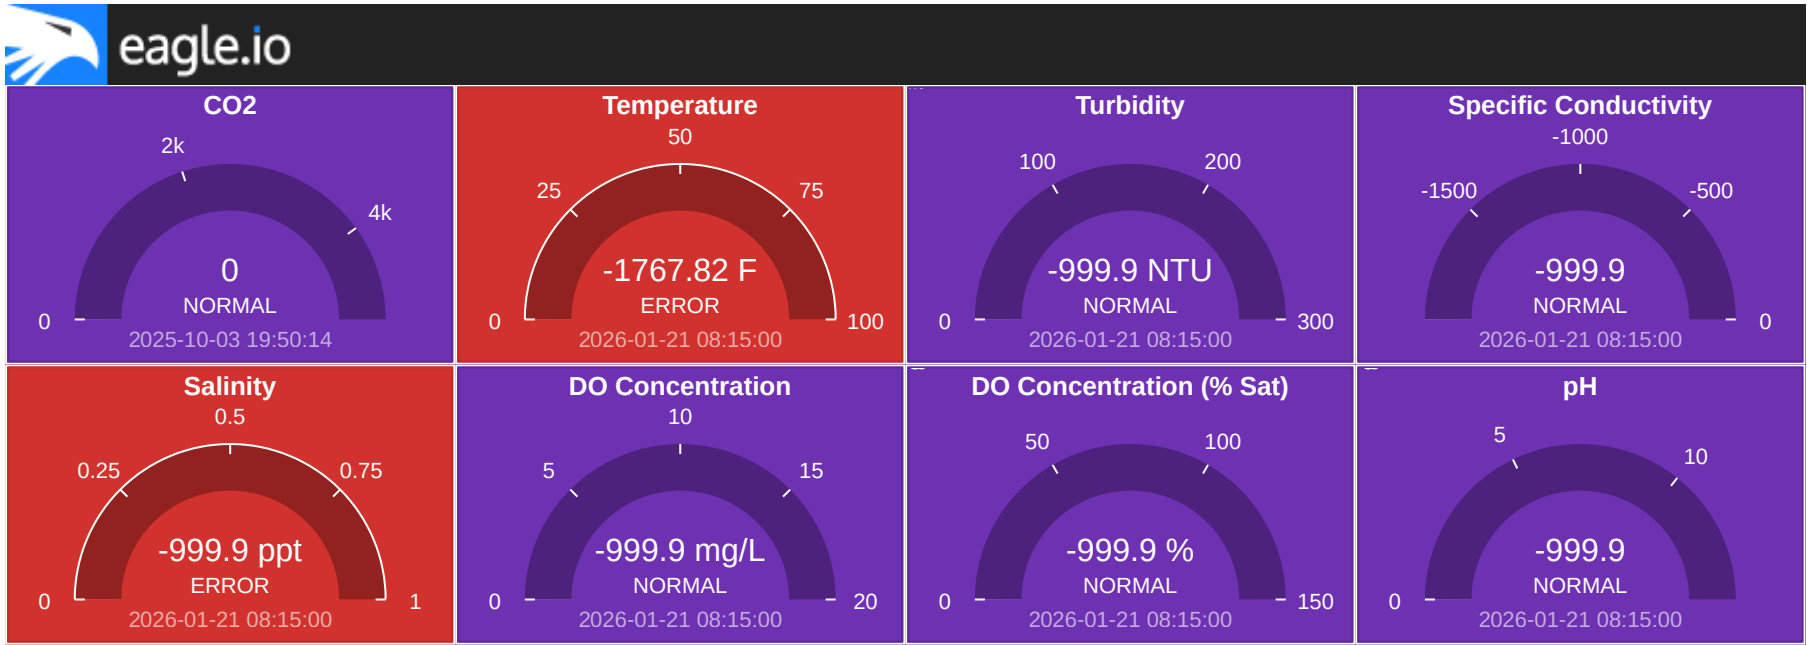 eagle.io
CO2
2k
4k
0
0
NORMAL
2025-10-03 19:50:14
Temperature
50
25
75
-1767.82 F
ERROR
0
100
2026-01-21 08:15:00
Turbidity
100
200
-999.9 NTU
NORMAL
0
300
2026-01-21 08:15:00
Specific Conductivity
-1000
-1500
-500
-999.9
NORMAL
0
2026-01-21 08:15:00
Salinity
0.5
0.25
0.75
-999.9 ppt
ERROR
0
1
2026-01-21 08:15:00
DO Concentration
10
5
15
-999.9 mg/L
NORMAL
0
20
2026-01-21 08:15:00
DO Concentration (% Sat)
50
100
-999.9 %
NORMAL
0
150
2026-01-21 08:15:00
pH
5
10
-999.9
NORMAL
0
2026-01-21 08:15:00